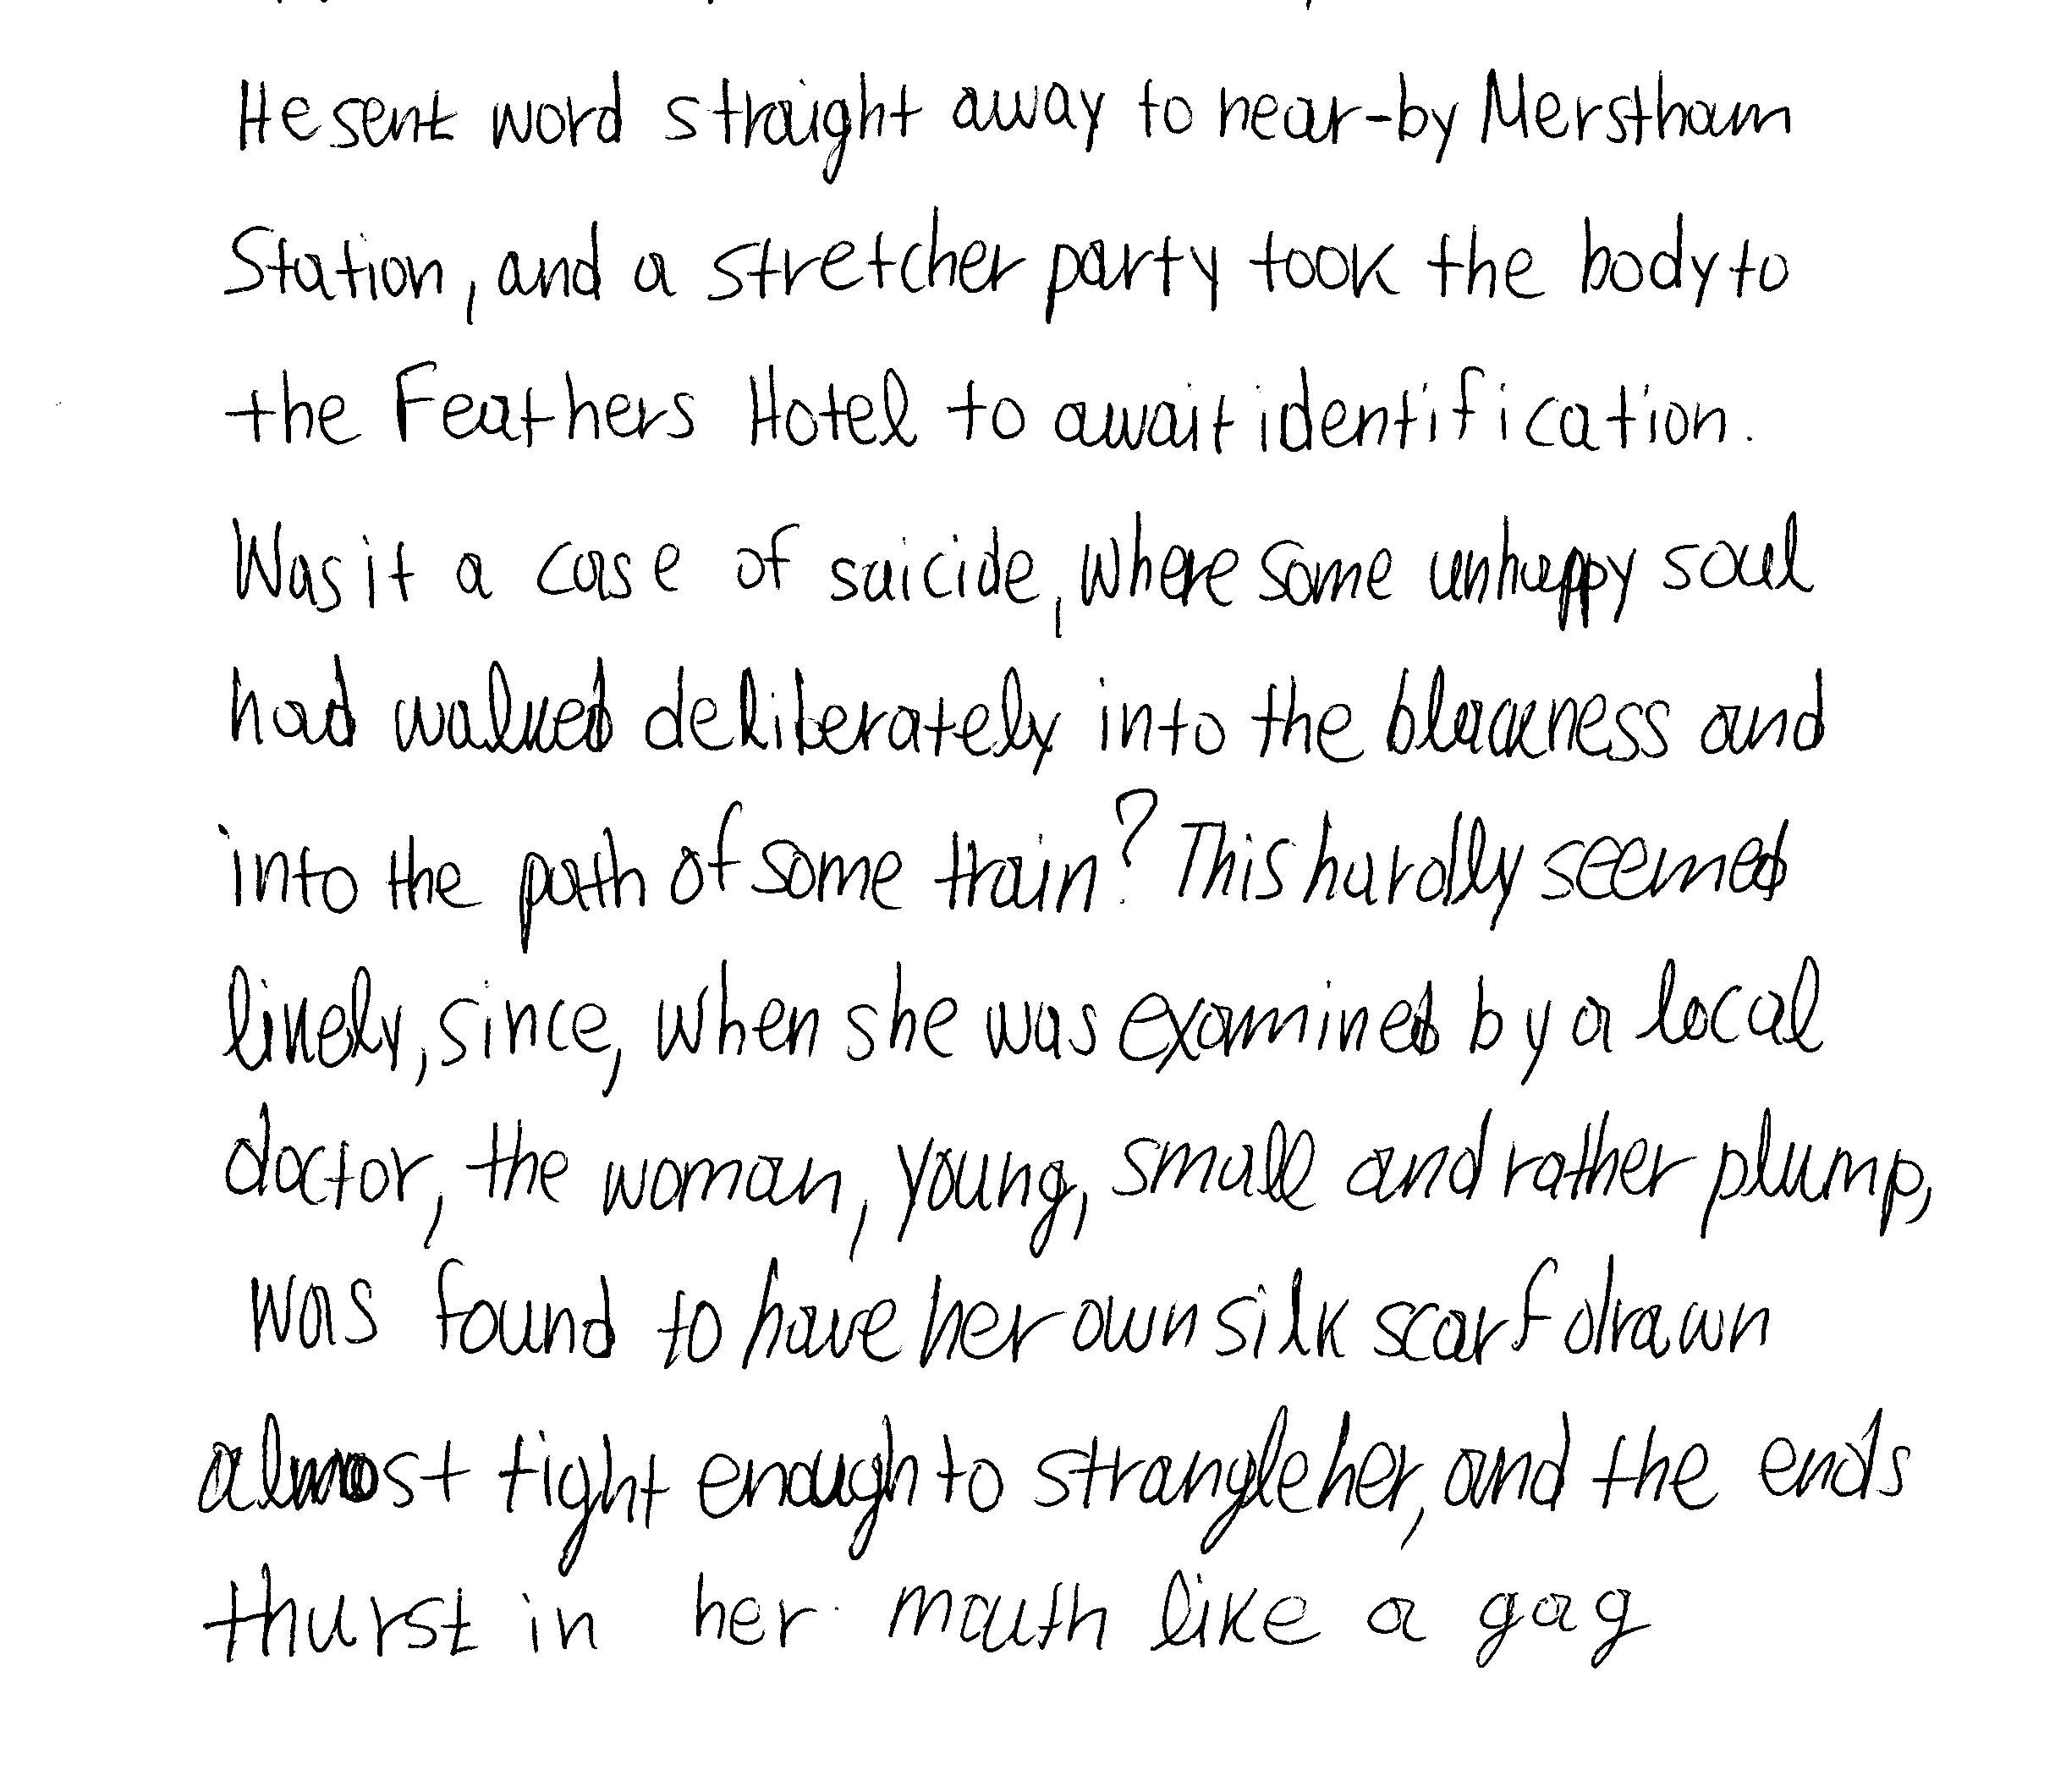 He sent word straight away to near-by Merstham
Station, and a stretcher party took the body to
the Feathers Hotel to await identification.
Was it a case of suicide, where some unhappy soul
had walked deliberately into the blackness and
into the path of some train? This hardly seemed
likely, since, when she was examined by a local
doctor, the woman, young, small and rather plump,
was found to have her own silk scarf drawn
almost tight enough to strangle her, and the ends
thurst in her mouth like a gag